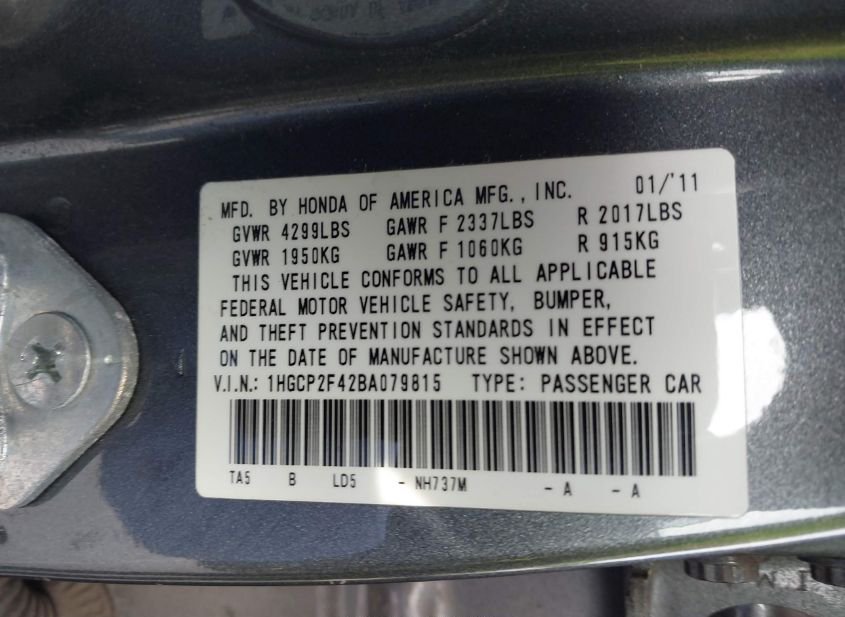 MFD. BY HONDA OF AMERICA MFG., INC. 01/'11
GVWR 4299LBS GAWR F 2337LBS R 2017LBS
GVWR 1950KG GAWR F 1060KG R 915KG
THIS VEHICLE CONFORMS TO ALL APPLICABLE
FEDERAL MOTOR VEHICLE SAFETY, BUMPER,
AND THEFT PREVENTION STANDARDS IN EFFECT
ON THE DATE OF MANUFACTURE SHOWN ABOVE.
V.I.N.: 1HGCP2F42BA079815 TYPE: PASSENGER CAR
TA5 B LD5 - NH737M - A - A